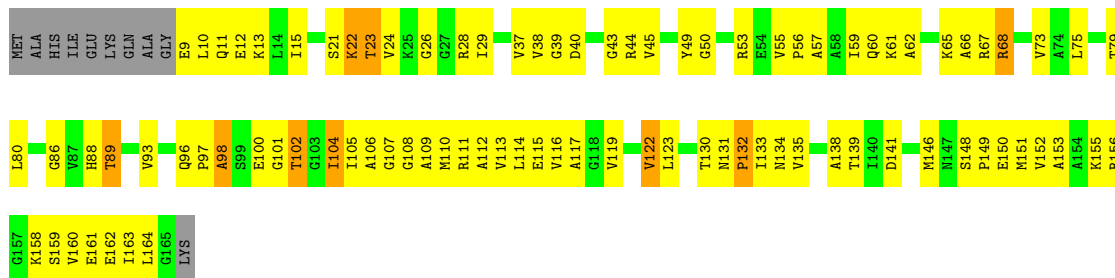 MET ALA HIS ILE GLU LYS GLN ALA GLY E9 L10 Q11 E12 K13 L14 I15 S21 K22 T23 V24 K25 G26 G27 R28 I29 V37 V38 G39 D40 G43 R44 V45 Y49 G50 R53 E54 V55 P56 A57 A58 I59 Q60 K61 A62 K65 A66 R67 R68 V73 A74 L75 T79
L80 G86 V87 H88 T89 V93 Q96 P97 A98 S99 E100 G101 T102 G103 I104 I105 A106 G107 G108 A109 M110 R111 A112 V113 L114 E115 V116 A117 G118 V119 V122 L123 T130 N131 P132 I133 N134 V135 A138 T139 I140 D141 M146 N147 S148 P149 E150 M151 V152 A153 A154 K155 R156
G157 K158 S159 V160 E161 E162 I163 L164 G165 LYS